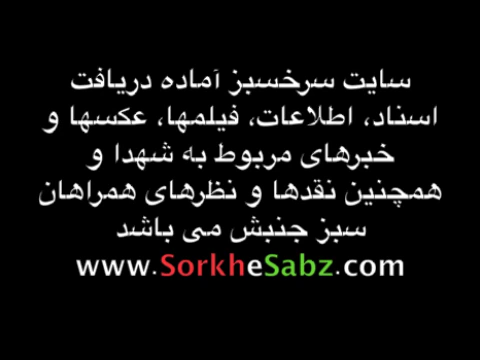 سایت سرخسبز آماده دریافت
اسناد، اطلاعات، فیلمها، عکسها و
خبرهای مربوط به شهدا و
همچنین نقدها و نظرهای همراهان
سبز جنبش می باشد
www.SorkheSabz.com